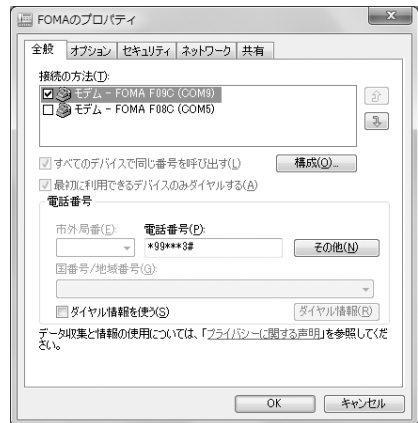 FOMAのプロパティ
全般 オプション セキュリティ ネットワーク 共有
接続の方法(T):
モデム - FOMA F09C (COM9)
モデム - FOMA F08C (COM5)
すべてのデバイスで同じ番号を呼び出す(L) 構成(O)...
最初に利用できるデバイスのみダイヤルする(A)
電話番号
市外局番(E): 電話番号(P):
*99***3# その他(N)
国番号/地域番号(G):
ダイヤル情報を使う(S) ダイヤル情報(R)
データ収集と情報の使用については、「プライバシーに関する声明」を参照してくだ
さい。
OK キャンセル